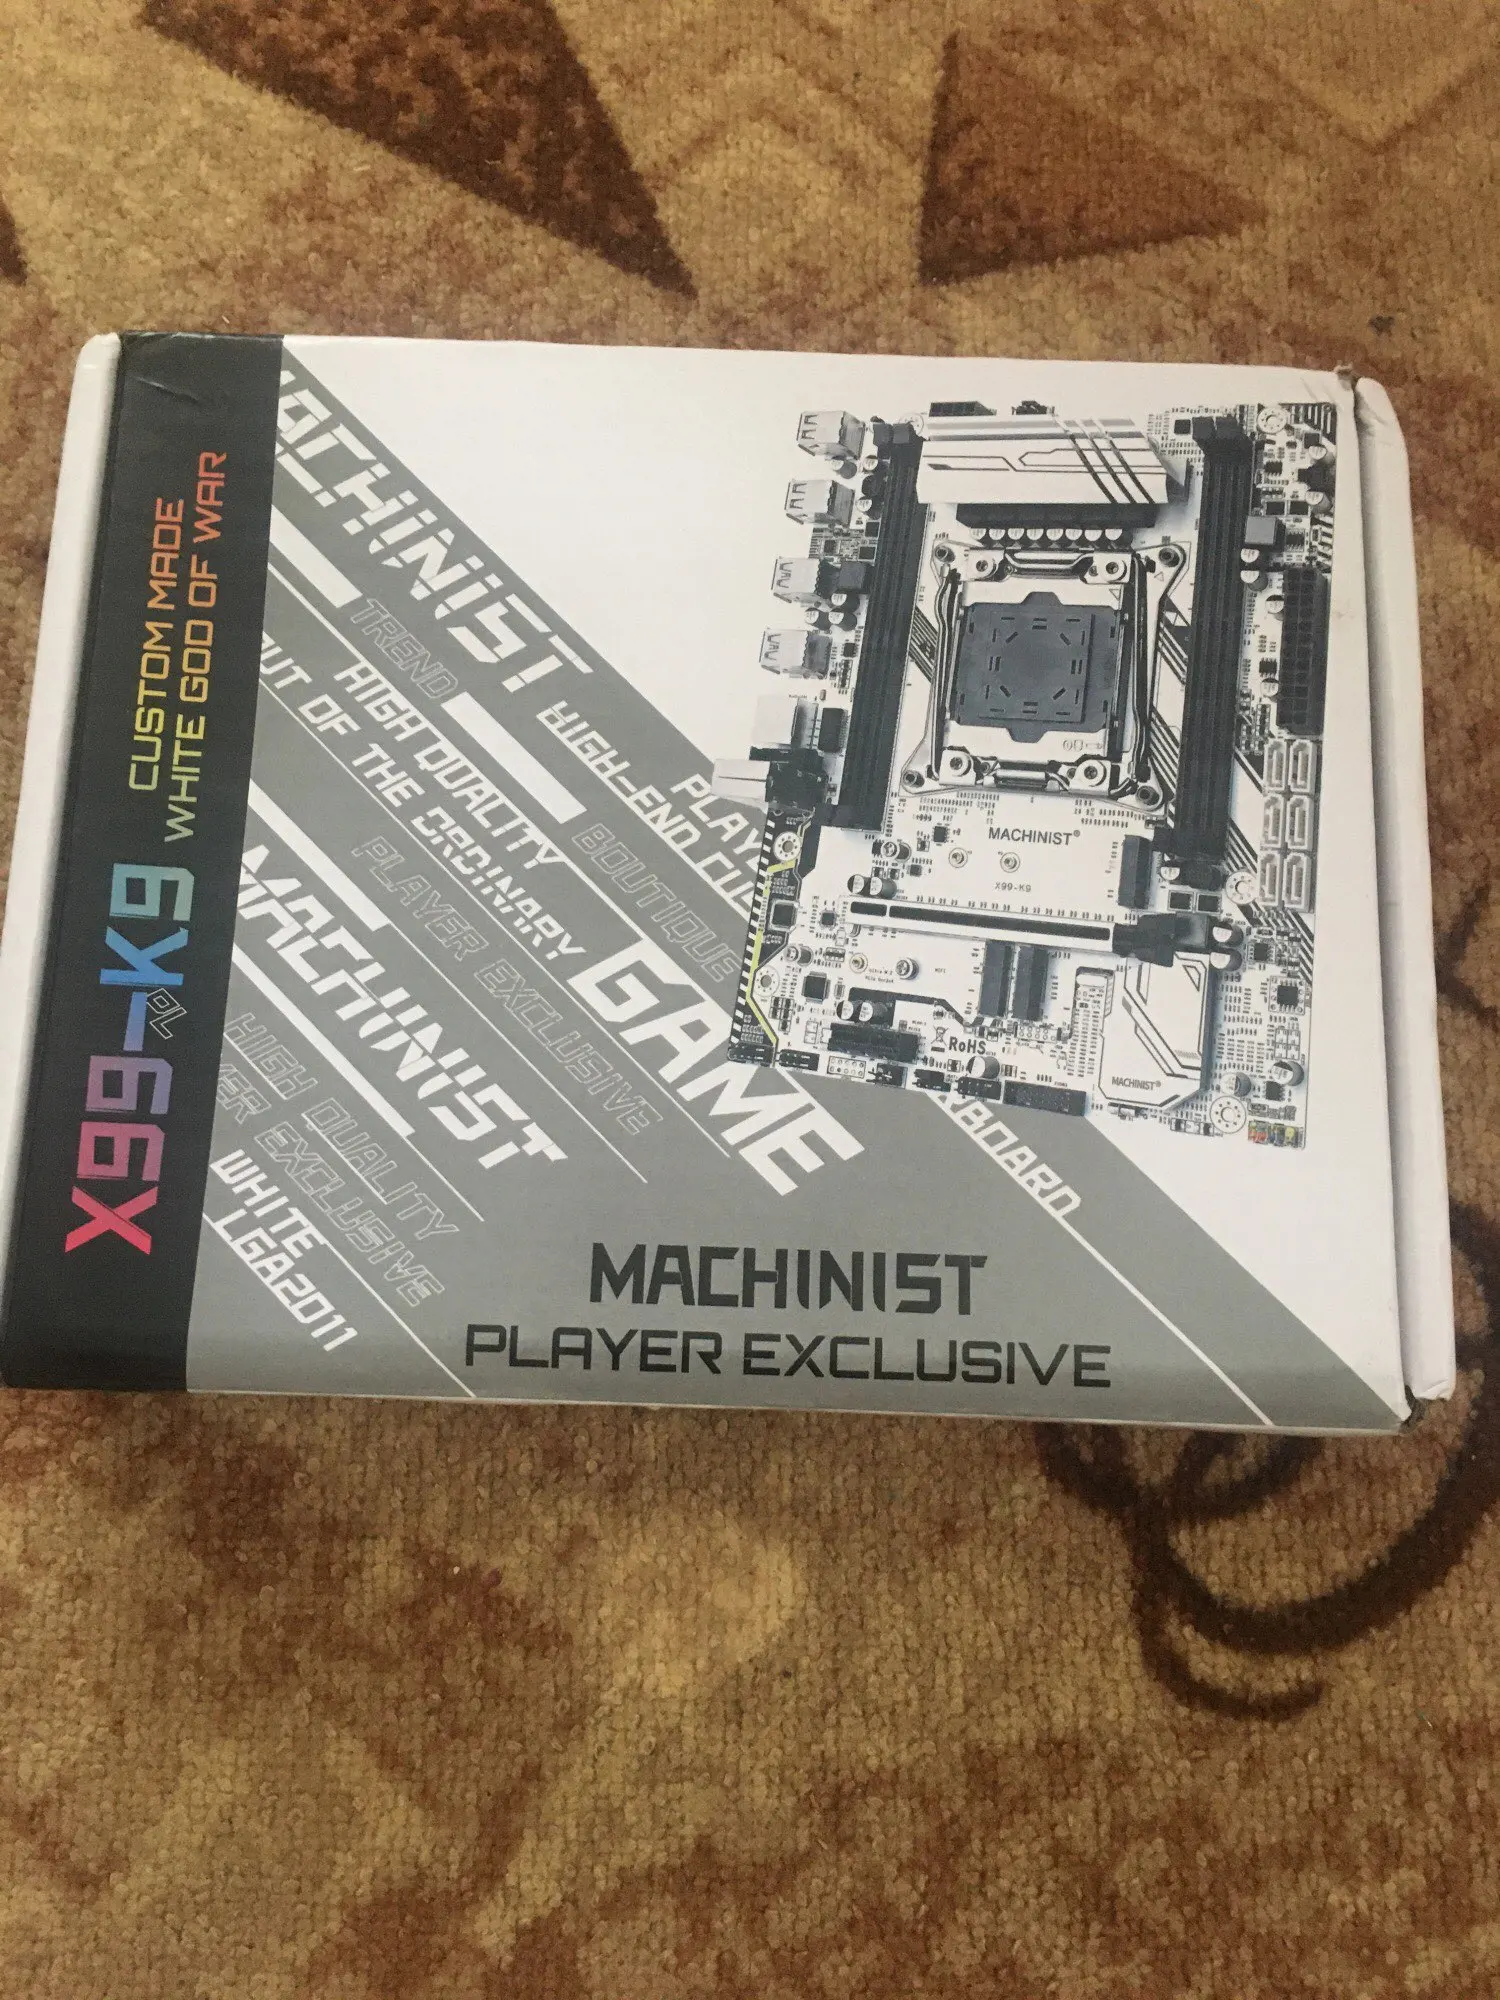 X99-K9
PL
CUSTOM MADE
WHITE GOD OF WAR
MACHINIST
TREND
HIGH QUALITY
OUT OF THE ORDINARY
HIGH-END
BOUTIQUE
PLAYER EXCLUSIVE
GAME
MACHINIST
HIGH QUALITY
EXCLUSIVE
WHITE
LGA2011
MACHINIST®
X99-K9
RoHS
MACHINIST®
MACHINIST
PLAYER EXCLUSIVE